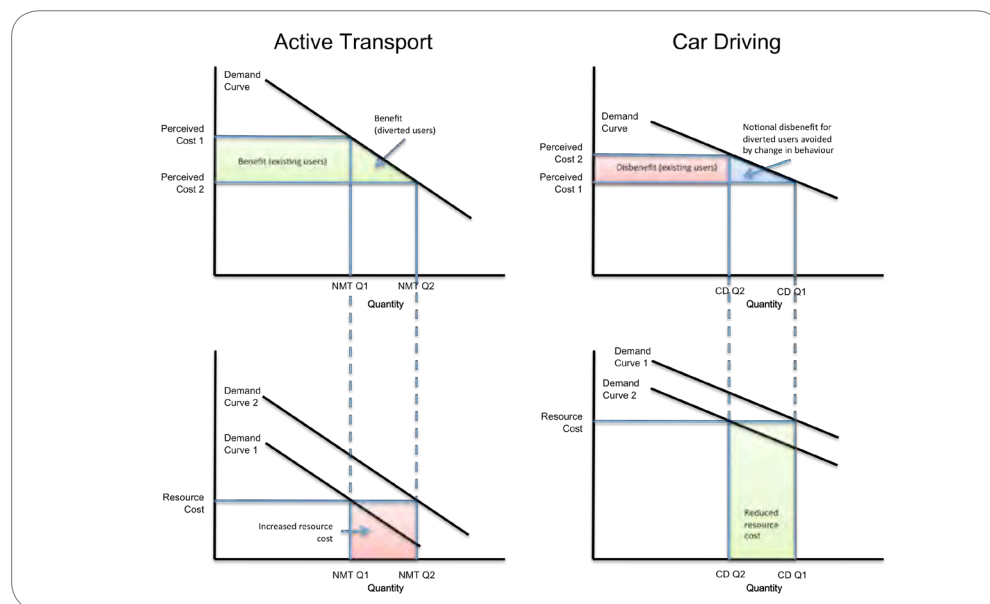 Active Transport
Demand
Curve
Benefit
(diverted users)
Perceived
Cost 1
Benefit (existing users)
Perceived
Cost 2
NMT Q1
NMT Q2
Quantity
Car Driving
Demand
Curve
Notional disbenefit for
diverted users avoided
by change in behaviour
Perceived
Cost 2
Disbenefit (existing users)
Perceived
Cost 1
CD Q2
CD Q1
Quantity
Demand
Curve 2
Demand
Curve 1
Resource
Cost
Increased resource
cost
NMT Q1
NMT Q2
Quantity
Demand
Curve 1
Demand
Curve 2
Resource
Cost
Reduced
resource
cost
CD Q2
CD Q1
Quantity